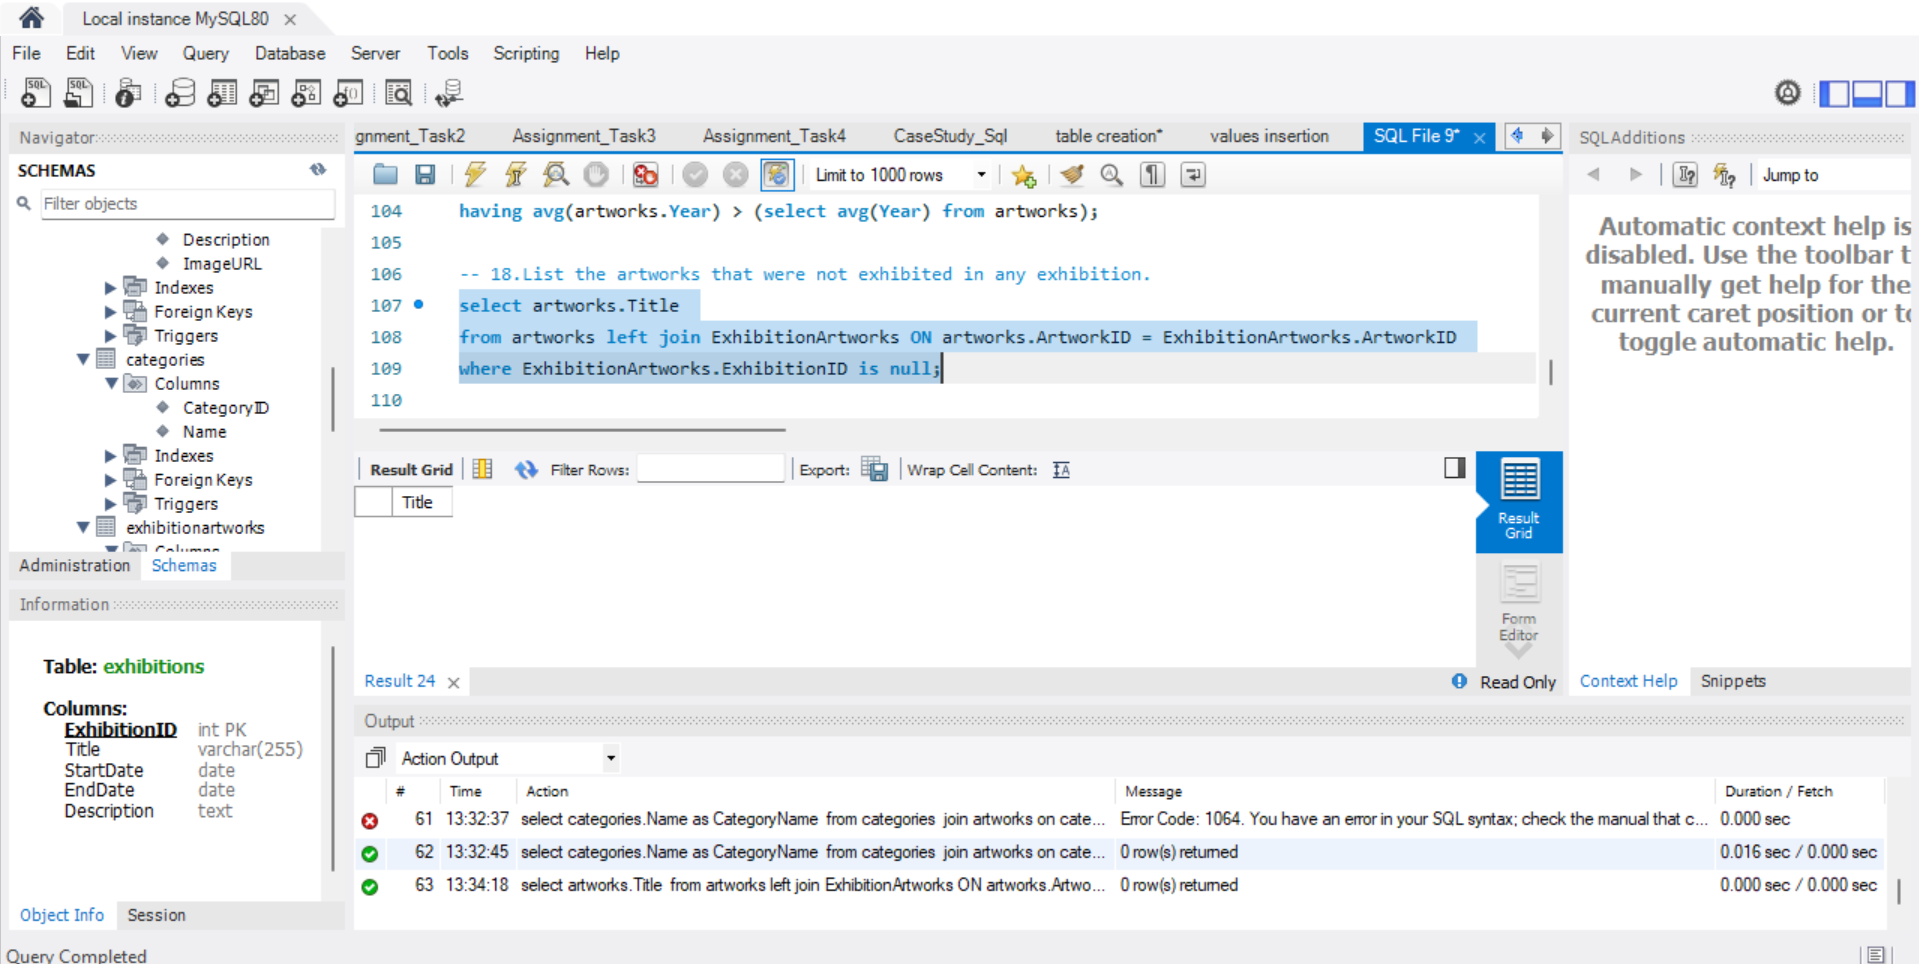 Local instance MySQL80
File Edit View Query Database Server Tools Scripting Help
Navigator
SCHEMAS
Filter objects
Description
ImageURL
Indexes
Foreign Keys
Triggers
categories
Columns
CategoryID
Name
Indexes
Foreign Keys
Triggers
exhibitionartworks
Columns
Administration Schemas
Information
Table: exhibitions
Columns:
ExhibitionID int PK
Title varchar(255)
StartDate date
EndDate date
Description text
Object Info Session
gnment_Task2 Assignment_Task3 Assignment_Task4 CaseStudy_Sql table creation* values insertion SQL File 9*
Limit to 1000 rows
104 having avg(artworks.Year) > (select avg(Year) from artworks);
105
106 -- 18.List the artworks that were not exhibited in any exhibition.
107 select artworks.Title
108 from artworks left join ExhibitionArtworks ON artworks.ArtworkID = ExhibitionArtworks.ArtworkID
109 where ExhibitionArtworks.ExhibitionID is null;
110
Result Grid Filter Rows: Export: Wrap Cell Content:
Title
Result
Grid
Form
Editor
Result 24 Read Only
SQLAdditions
Jump to
Automatic context help is
disabled. Use the toolbar t
manually get help for the
current caret position or to
toggle automatic help.
Context Help Snippets
Output
Action Output
# Time Action Message Duration / Fetch
61 13:32:37 select categories.Name as CategoryName from categories join artworks on cate... Error Code: 1064. You have an error in your SQL syntax; check the manual that c... 0.000 sec
62 13:32:45 select categories.Name as CategoryName from categories join artworks on cate... 0 row(s) returned 0.016 sec / 0.000 sec
63 13:34:18 select artworks.Title from artworks left join ExhibitionArtworks ON artworks.Artwo... 0 row(s) returned 0.000 sec / 0.000 sec
Query Completed